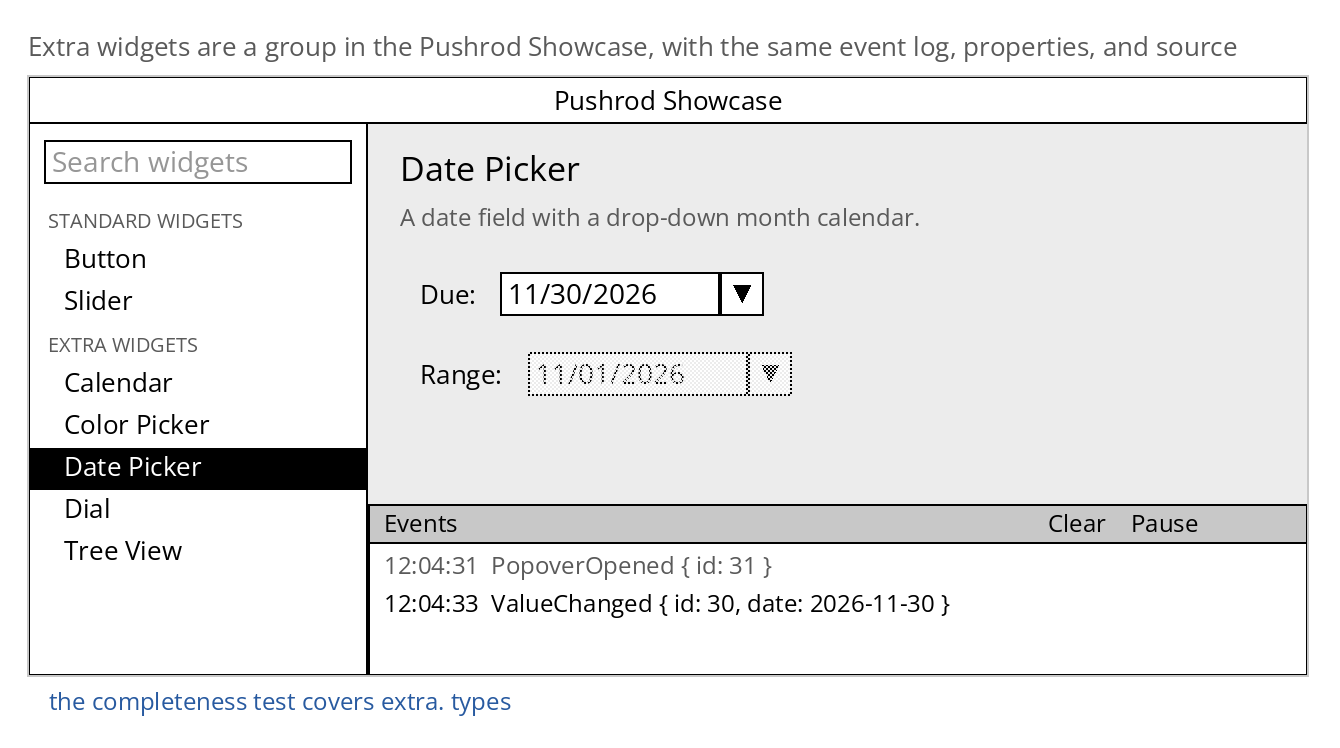 Extra widgets are a group in the Pushrod Showcase, with the same event log, properties, and source
Pushrod Showcase
Search widgets
STANDARD WIDGETS
Button
Slider
EXTRA WIDGETS
Calendar
Color Picker
Date Picker
Dial
Tree View
Date Picker
A date field with a drop-down month calendar.
Due: 11/30/2026
Range: 11/01/2026
Events Clear Pause
12:04:31 PopoverOpened { id: 31 }
12:04:33 ValueChanged { id: 30, date: 2026-11-30 }
the completeness test covers extra. types